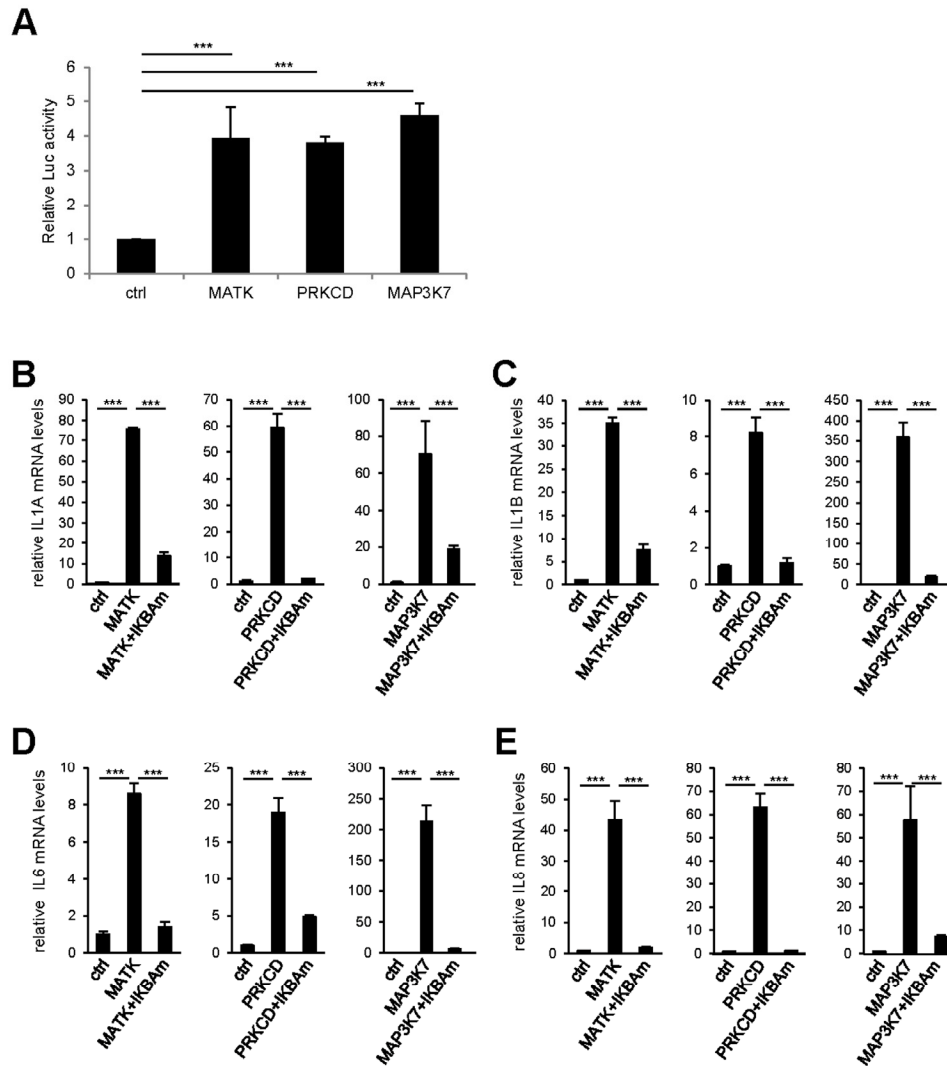 A
***
***
***
Relative Luc activity
6
5
4
3
2
1
0
ctrl MATK PRKCD MAP3K7
B
relative IL1A mRNA levels
*** ***
90
80
70
60
50
40
30
20
10
0
ctrl
MATK
MATK+IKBAm
*** ***
70
60
50
40
30
20
10
0
ctrl
PRKCD
PRKCD+IKBAm
*** ***
100
80
60
40
20
0
ctrl
MAP3K7
MAP3K7+IKBAm
C
relative IL1B mRNA levels
*** ***
40
35
30
25
20
15
10
5
0
ctrl
MATK
MATK+IKBAm
*** ***
10
8
6
4
2
0
ctrl
PRKCD
PRKCD+IKBAm
*** ***
450
400
350
300
250
200
150
100
50
0
ctrl
MAP3K7
MAP3K7+IKBAm
D
relative IL6 mRNA levels
*** ***
10
8
6
4
2
0
ctrl
MATK
MATK+IKBAm
*** ***
25
20
15
10
5
0
ctrl
PRKCD
PRKCD+IKBAm
*** ***
300
250
200
150
100
50
0
ctrl
MAP3K7
MAP3K7+IKBAm
E
relative IL8 mRNA levels
*** ***
60
50
40
30
20
10
0
ctrl
MATK
MATK+IKBAm
*** ***
80
70
60
50
40
30
20
10
0
ctrl
PRKCD
PRKCD+IKBAm
*** ***
80
70
60
50
40
30
20
10
0
ctrl
MAP3K7
MAP3K7+IKBAm